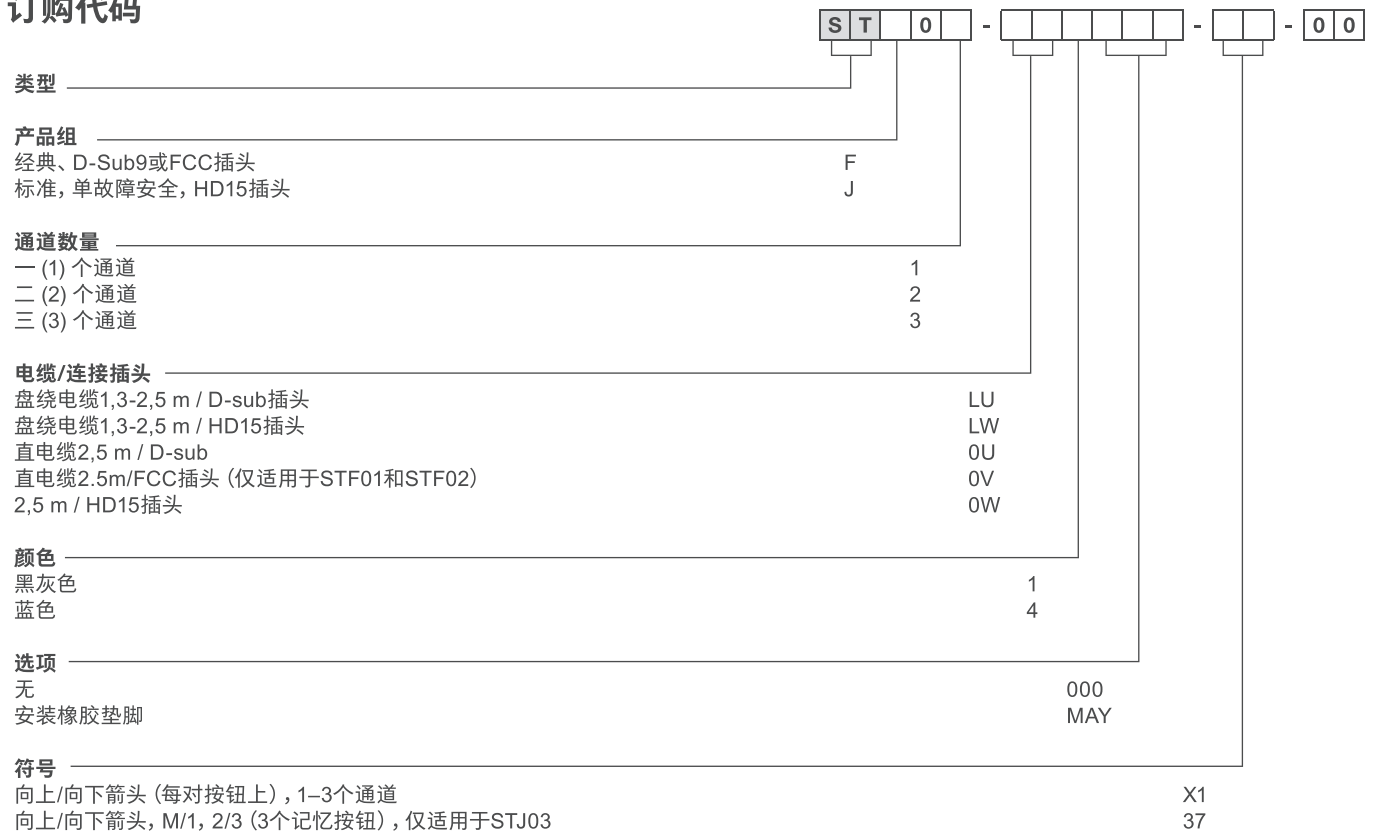 订购代码
S T 0 - - - 0 0
类型
产品组
经典、D-Sub9或FCC插头 F
标准，单故障安全，HD15插头 J
通道数量
一 (1) 个通道 1
二 (2) 个通道 2
三 (3) 个通道 3
电缆/连接插头
盘绕电缆1,3-2,5 m / D-sub插头 LU
盘绕电缆1,3-2,5 m / HD15插头 LW
直电缆2,5 m / D-sub 0U
直电缆2.5m/FCC插头（仅适用于STF01和STF02） 0V
2,5 m / HD15插头 0W
颜色
黑灰色 1
蓝色 4
选项
无 000
安装橡胶垫脚 MAY
符号
向上/向下箭头（每对按钮上），1–3个通道 X1
向上/向下箭头，M/1，2/3（3个记忆按钮），仅适用于STJ03 37